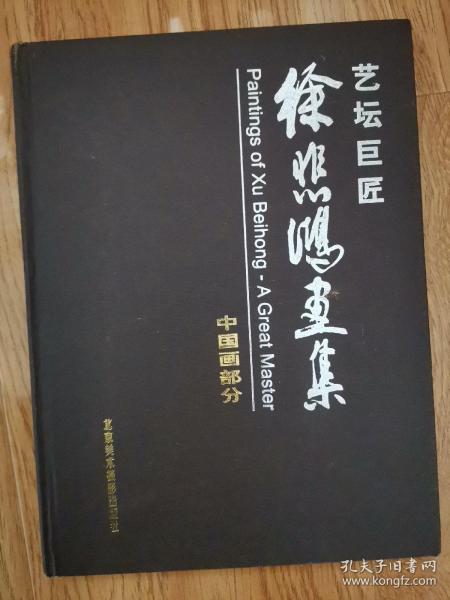 艺坛巨匠
徐悲鸿画集
Paintings of Xu Beihong - A Great Master
中国画部分
北京美术摄影出版社
孔夫子旧书网
www.kongfz.com